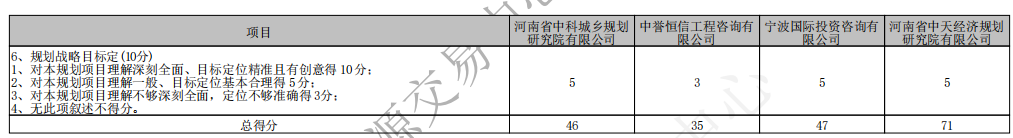 项目 河南省中科城乡规划研究院有限公司 中誉恒信工程咨询有限公司 宁波国际投资咨询有限公司 河南省中天经济规划研究院有限公司
6、规划战略目标定(10分)
1、对本规划项目理解深刻全面、目标定位精准且有创意得 10 分；
2、对本规划项目理解一般、目标定位基本合理得 5 分；
3、对本规划项目理解不够深刻全面，定位不够准确得 3分；
4、无此项叙述不得分。
5 3 5 5
总得分 46 35 47 71
源交易
中心